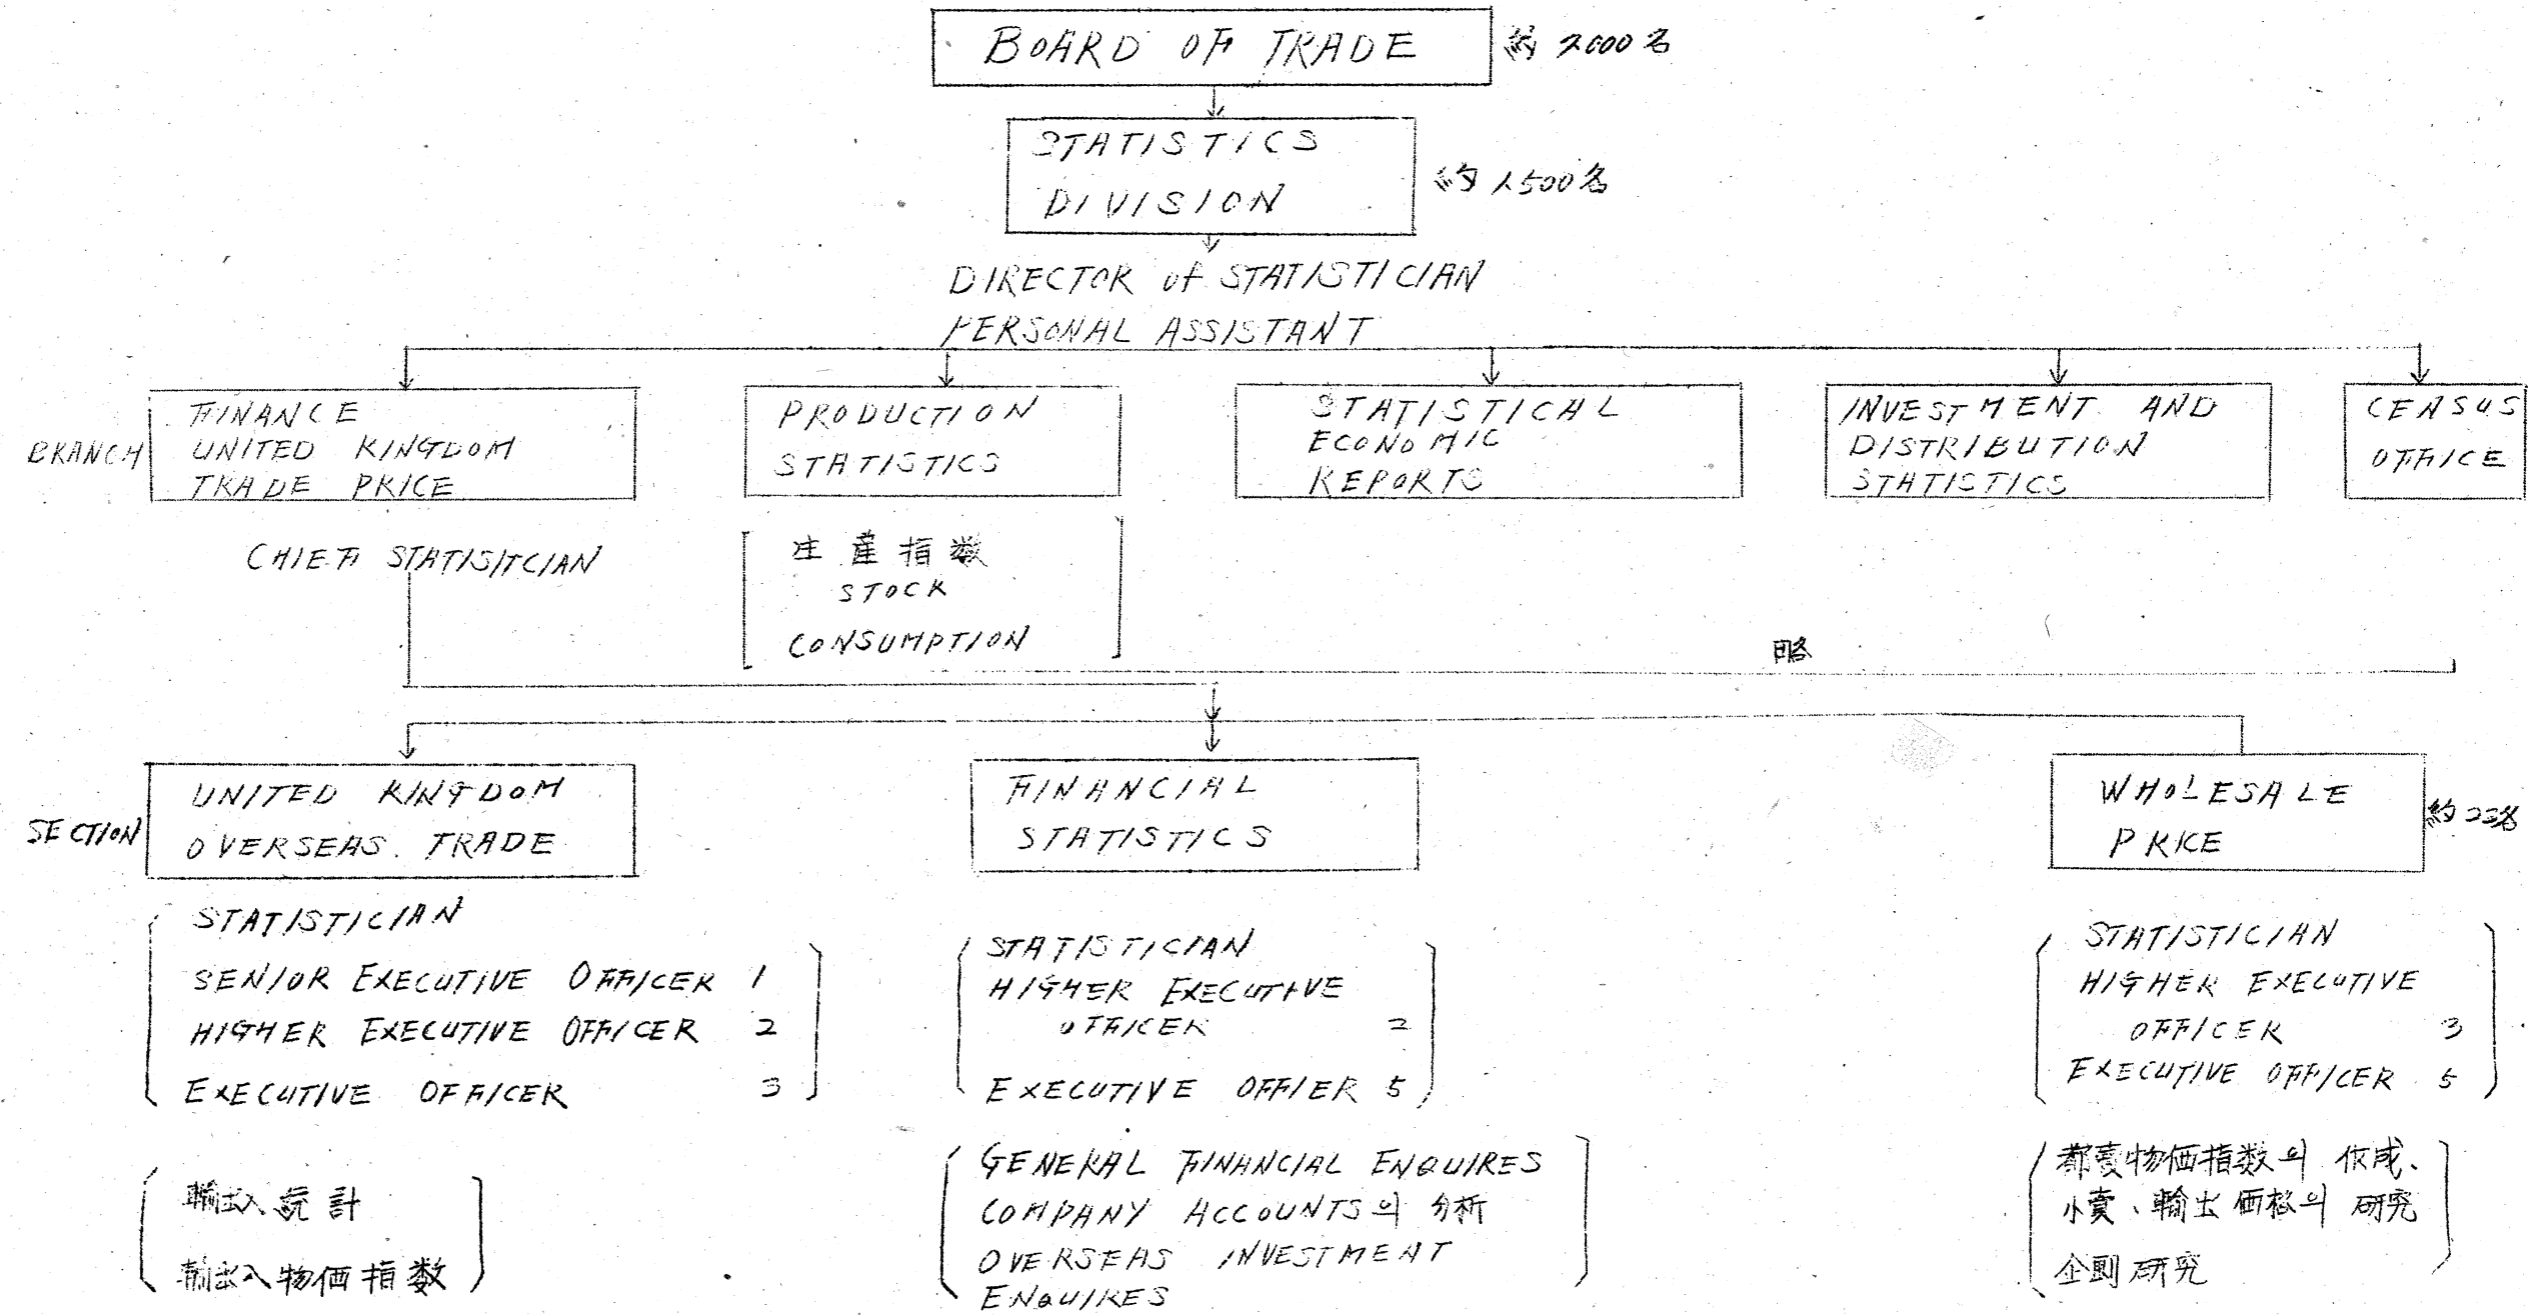 BOARD OF TRADE 約 2000名
STATISTICS
DIVISION
約 1500名
DIRECTOR of STATISTICIAN
PERSONAL ASSISTANT
BRANCH
FINANCE
UNITED KINGDOM
TRADE PRICE
PRODUCTION
STATISTICS
STATISTICAL
ECONOMIC
REPORTS
INVESTMENT AND
DISTRIBUTION
STATISTICS
CENSUS
OFFICE
CHIEF STATISITCIAN
生産指数
STOCK
CONSUMPTION
略
SECTION
UNITED KINGDOM
OVERSEAS TRADE
FINANCIAL
STATISTICS
WHOLESALE
PRICE
約 23名
STATISTICIAN
SENIOR EXECUTIVE OFFICER 1
HIGHER EXECUTIVE OFFICER 2
EXECUTIVE OFFICER 3
STATISTICIAN
HIGHER EXECUTIVE
OFFICER 2
EXECUTIVE OFFIER 5
STATISTICIAN
HIGHER EXECUTIVE
OFFICER 3
EXECUTIVE OFFICER 5
輸出入統計
輸出入物価指数
GENERAL FINANCIAL ENQUIRES
COMPANY ACCOUNTS의 分析
OVERSEAS INVESTMENT
ENQUIRES
都賣物価指数의 作成、
小賣、輸出価格의 研究
企劃研究